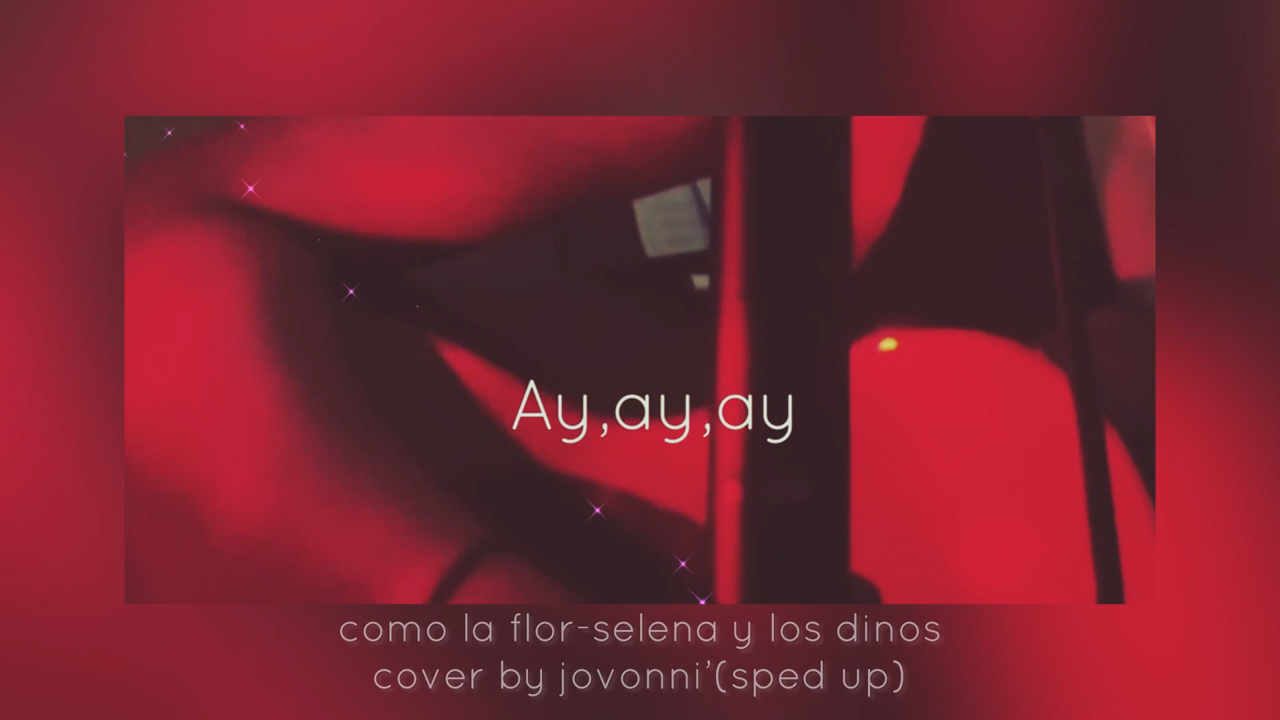 Ay,ay,ay
como la flor-selena y los dinos
cover by jovonni'(sped up)